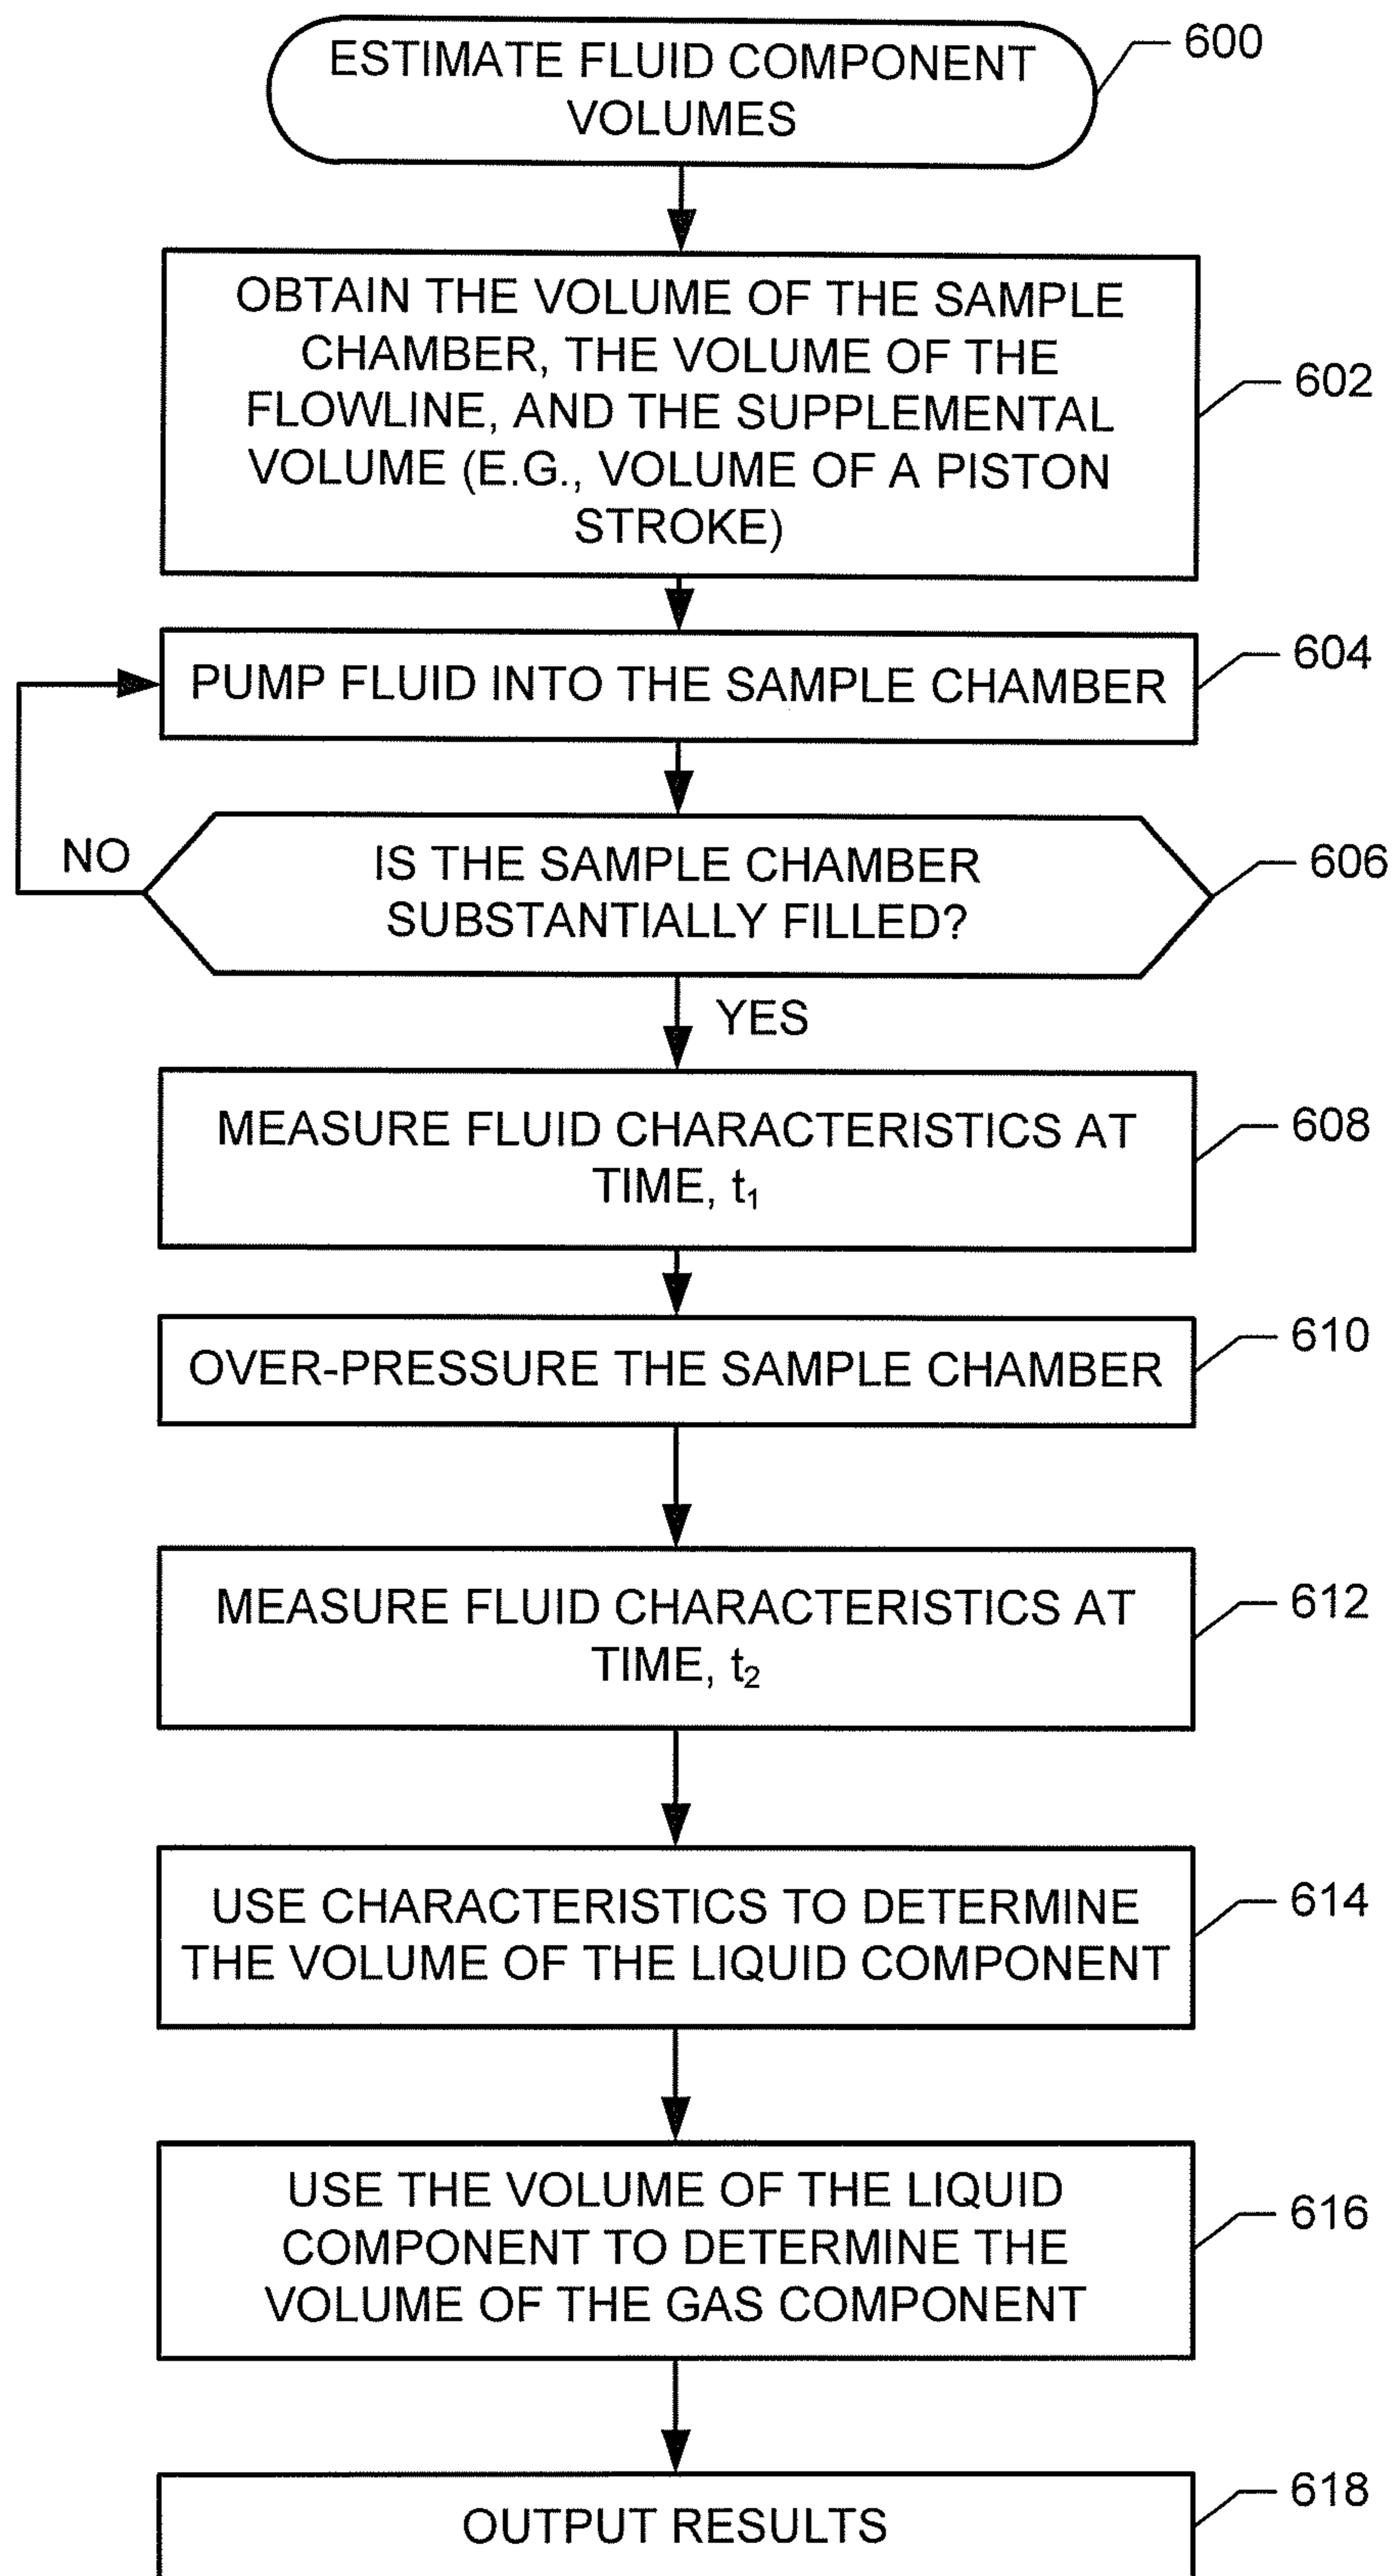 ESTIMATE FLUID COMPONENT
VOLUMES
600
OBTAIN THE VOLUME OF THE SAMPLE
CHAMBER, THE VOLUME OF THE
FLOWLINE, AND THE SUPPLEMENTAL
VOLUME (E.G., VOLUME OF A PISTON
STROKE)
602
PUMP FLUID INTO THE SAMPLE CHAMBER
604
IS THE SAMPLE CHAMBER
SUBSTANTIALLY FILLED?
606
NO
YES
MEASURE FLUID CHARACTERISTICS AT
TIME, t₁
608
OVER-PRESSURE THE SAMPLE CHAMBER
610
MEASURE FLUID CHARACTERISTICS AT
TIME, t₂
612
USE CHARACTERISTICS TO DETERMINE
THE VOLUME OF THE LIQUID COMPONENT
614
USE THE VOLUME OF THE LIQUID
COMPONENT TO DETERMINE THE
VOLUME OF THE GAS COMPONENT
616
OUTPUT RESULTS
618